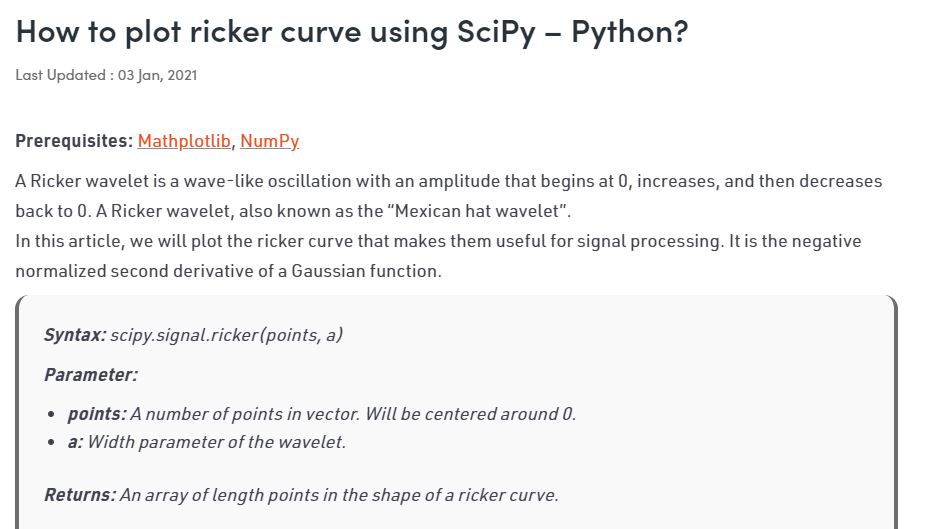 How to plot ricker curve using SciPy – Python?
Last Updated : 03 Jan, 2021
Prerequisites: Mathplotlib, NumPy
A Ricker wavelet is a wave-like oscillation with an amplitude that begins at 0, increases, and then decreases
back to 0. A Ricker wavelet, also known as the “Mexican hat wavelet”.
In this article, we will plot the ricker curve that makes them useful for signal processing. It is the negative
normalized second derivative of a Gaussian function.
Syntax: scipy.signal.ricker(points, a)
Parameter:
• points: A number of points in vector. Will be centered around 0.
• a: Width parameter of the wavelet.
Returns: An array of length points in the shape of a ricker curve.